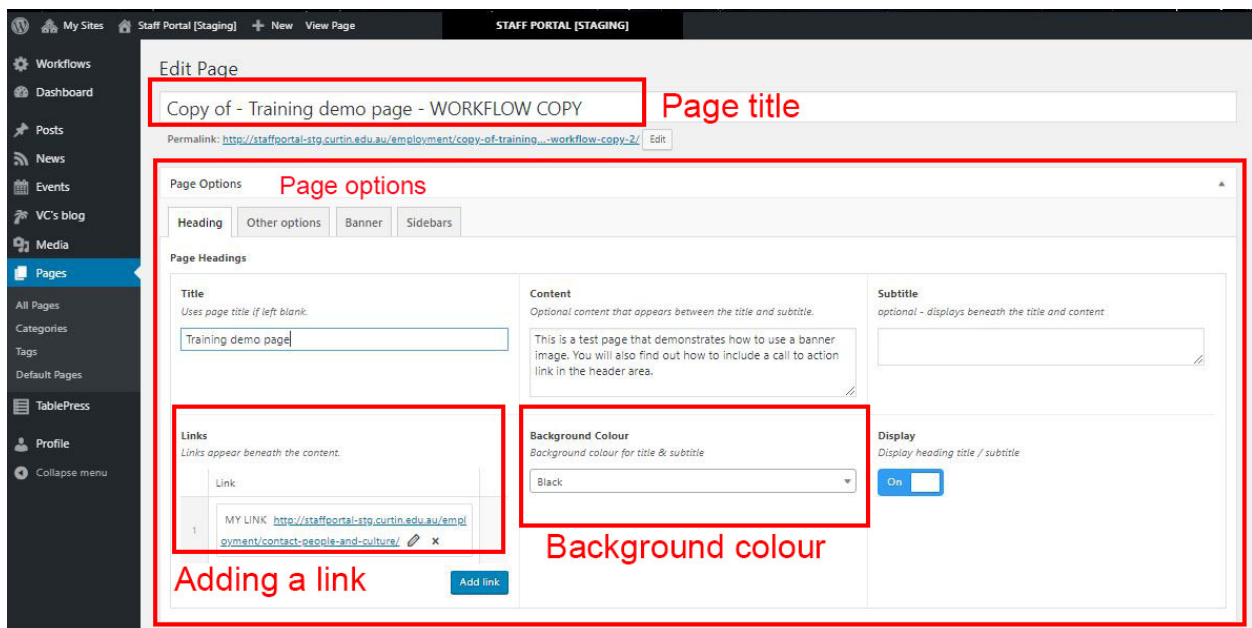 My Sites Staff Portal [Staging] + New View Page STAFF PORTAL [STAGING]
Workflows
Dashboard
Posts
News
Events
VC's blog
Media
Pages
All Pages
Categories
Tags
Default Pages
TablePress
Profile
Collapse menu
Edit Page
Copy of - Training demo page - WORKFLOW COPY
Page title
Permalink: http://staffportal-stg.curtin.edu.au/employment/copy-of-training...-workflow-copy-2/ Edit
Page Options
Page options
Heading Other options Banner Sidebars
Page Headings
Title
Uses page title if left blank.
Training demo page
Content
Optional content that appears between the title and subtitle.
This is a test page that demonstrates how to use a banner
image. You will also find out how to include a call to action
link in the header area.
Subtitle
optional - displays beneath the title and content
Links
Links appear beneath the content.
Link
1
MY LINK http://staffportal-stg.curtin.edu.au/empl
oyment/contact-people-and-culture/ x
Adding a link
Add link
Background Colour
Background colour for title & subtitle
Black
Background colour
Display
Display heading title / subtitle
On